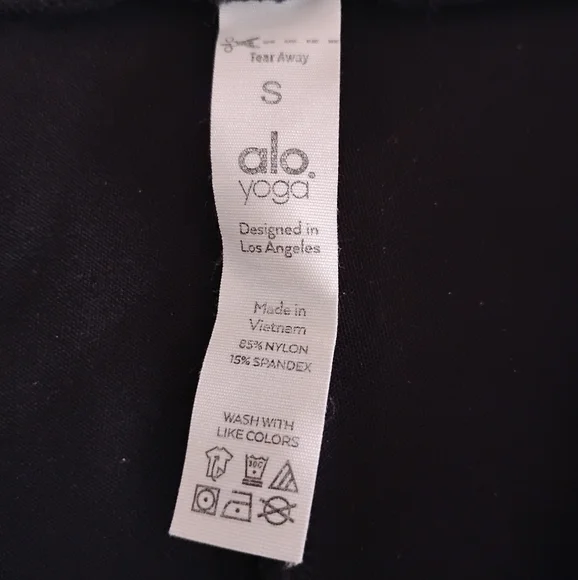 Tear Away
S
alo.
yoga
Designed in
Los Angeles
Made in
Vietnam
85% NYLON
15% SPANDEX
WASH WITH
LIKE COLORS
30C